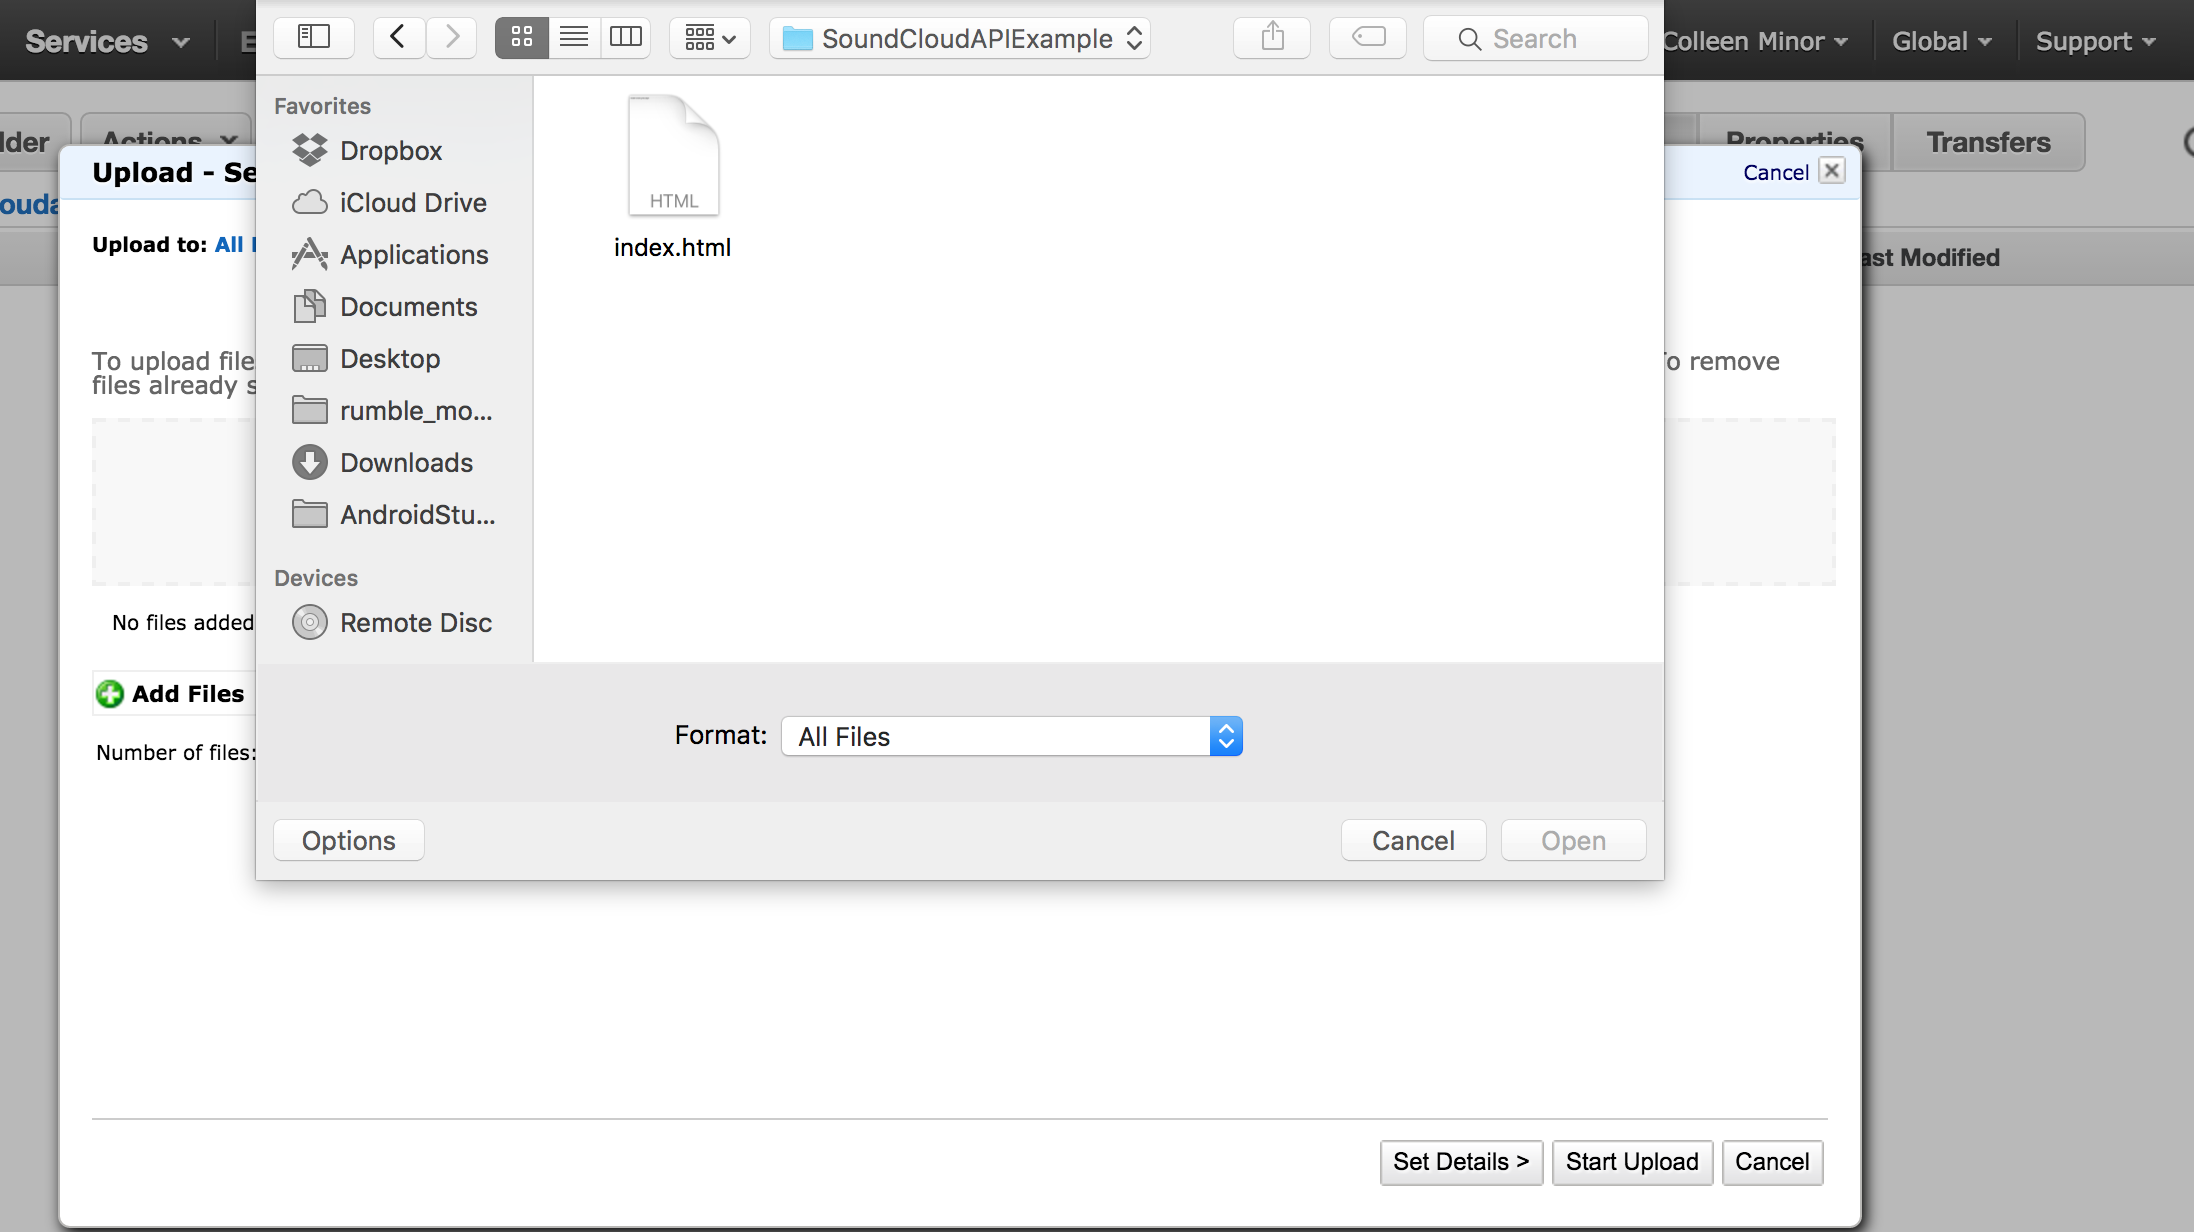 Services
SoundCloudAPIExample
Search
Colleen Minor
Global
Support
Actions
Properties
Transfers
Upload - Se
Cancel
Upload to: All
ast Modified
To upload file
To remove
files already s
No files added
Add Files
Number of files:
Favorites
Dropbox
iCloud Drive
Applications
Documents
Desktop
rumble_mo...
Downloads
AndroidStu...
Devices
Remote Disc
HTML
index.html
Format: All Files
Options
Cancel
Open
Set Details >
Start Upload
Cancel